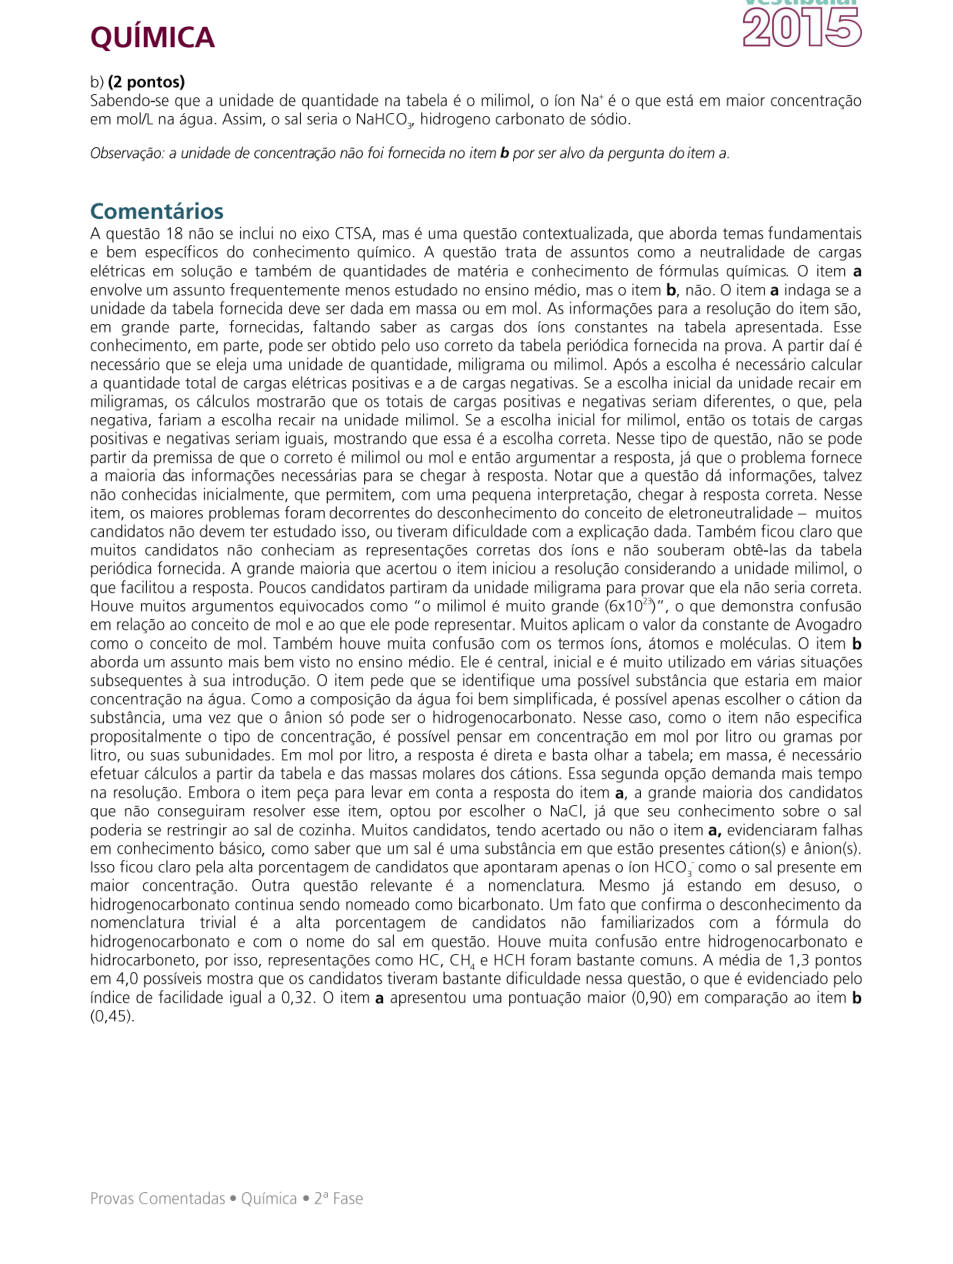 Vestibular
2015
QUÍMICA
b) (2 pontos)
Sabendo-se que a unidade de quantidade na tabela é o milimol, o íon Na⁺ é o que está em maior concentração
em mol/L na água. Assim, o sal seria o NaHCO₃, hidrogeno carbonato de sódio.
Observação: a unidade de concentração não foi fornecida no item b por ser alvo da pergunta do item a.
Comentários
A questão 18 não se inclui no eixo CTSA, mas é uma questão contextualizada, que aborda temas fundamentais
e bem específicos do conhecimento químico. A questão trata de assuntos como a neutralidade de cargas
elétricas em solução e também de quantidades de matéria e conhecimento de fórmulas químicas. O item a
envolve um assunto frequentemente menos estudado no ensino médio, mas o item b, não. O item a indaga se a
unidade da tabela fornecida deve ser dada em massa ou em mol. As informações para a resolução do item são,
em grande parte, fornecidas, faltando saber as cargas dos íons constantes na tabela apresentada. Esse
conhecimento, em parte, pode ser obtido pelo uso correto da tabela periódica fornecida na prova. A partir daí é
necessário que se eleja uma unidade de quantidade, miligrama ou milimol. Após a escolha é necessário calcular
a quantidade total de cargas elétricas positivas e a de cargas negativas. Se a escolha inicial da unidade recair em
miligramas, os cálculos mostrarão que os totais de cargas positivas e negativas seriam diferentes, o que, pela
negativa, fariam a escolha recair na unidade milimol. Se a escolha inicial for milimol, então os totais de cargas
positivas e negativas seriam iguais, mostrando que essa é a escolha correta. Nesse tipo de questão, não se pode
partir da premissa de que o correto é milimol ou mol e então argumentar a resposta, já que o problema fornece
a maioria das informações necessárias para se chegar à resposta. Notar que a questão dá informações, talvez
não conhecidas inicialmente, que permitem, com uma pequena interpretação, chegar à resposta correta. Nesse
item, os maiores problemas foram decorrentes do desconhecimento do conceito de eletroneutralidade – muitos
candidatos não devem ter estudado isso, ou tiveram dificuldade com a explicação dada. Também ficou claro que
muitos candidatos não conheciam as representações corretas dos íons e não souberam obtê-las da tabela
periódica fornecida. A grande maioria que acertou o item iniciou a resolução considerando a unidade milimol, o
que facilitou a resposta. Poucos candidatos partiram da unidade miligrama para provar que ela não seria correta.
Houve muitos argumentos equivocados como “o milimol é muito grande (6x10²³)”, o que demonstra confusão
em relação ao conceito de mol e ao que ele pode representar. Muitos aplicam o valor da constante de Avogadro
como o conceito de mol. Também houve muita confusão com os termos íons, átomos e moléculas. O item b
aborda um assunto mais bem visto no ensino médio. Ele é central, inicial e é muito utilizado em várias situações
subsequentes à sua introdução. O item pede que se identifique uma possível substância que estaria em maior
concentração na água. Como a composição da água foi bem simplificada, é possível apenas escolher o cátion da
substância, uma vez que o ânion só pode ser o hidrogenocarbonato. Nesse caso, como o item não especifica
propositalmente o tipo de concentração, é possível pensar em concentração em mol por litro ou gramas por
litro, ou suas subunidades. Em mol por litro, a resposta é direta e basta olhar a tabela; em massa, é necessário
efetuar cálculos a partir da tabela e das massas molares dos cátions. Essa segunda opção demanda mais tempo
na resolução. Embora o item peça para levar em conta a resposta do item a, a grande maioria dos candidatos
que não conseguiram resolver esse item, optou por escolher o NaCl, já que seu conhecimento sobre o sal
poderia se restringir ao sal de cozinha. Muitos candidatos, tendo acertado ou não o item a, evidenciaram falhas
em conhecimento básico, como saber que um sal é uma substância em que estão presentes cátion(s) e ânion(s).
Isso ficou claro pela alta porcentagem de candidatos que apontaram apenas o íon HCO₃⁻ como o sal presente em
maior concentração. Outra questão relevante é a nomenclatura. Mesmo já estando em desuso, o
hidrogenocarbonato continua sendo nomeado como bicarbonato. Um fato que confirma o desconhecimento da
nomenclatura trivial é a alta porcentagem de candidatos não familiarizados com a fórmula do
hidrogenocarbonato e com o nome do sal em questão. Houve muita confusão entre hidrogenocarbonato e
hidrocarboneto, por isso, representações como HC, CH₄ e HCH foram bastante comuns. A média de 1,3 pontos
em 4,0 possíveis mostra que os candidatos tiveram bastante dificuldade nessa questão, o que é evidenciado pelo
índice de facilidade igual a 0,32. O item a apresentou uma pontuação maior (0,90) em comparação ao item b
(0,45).
Provas Comentadas • Química • 2ª Fase